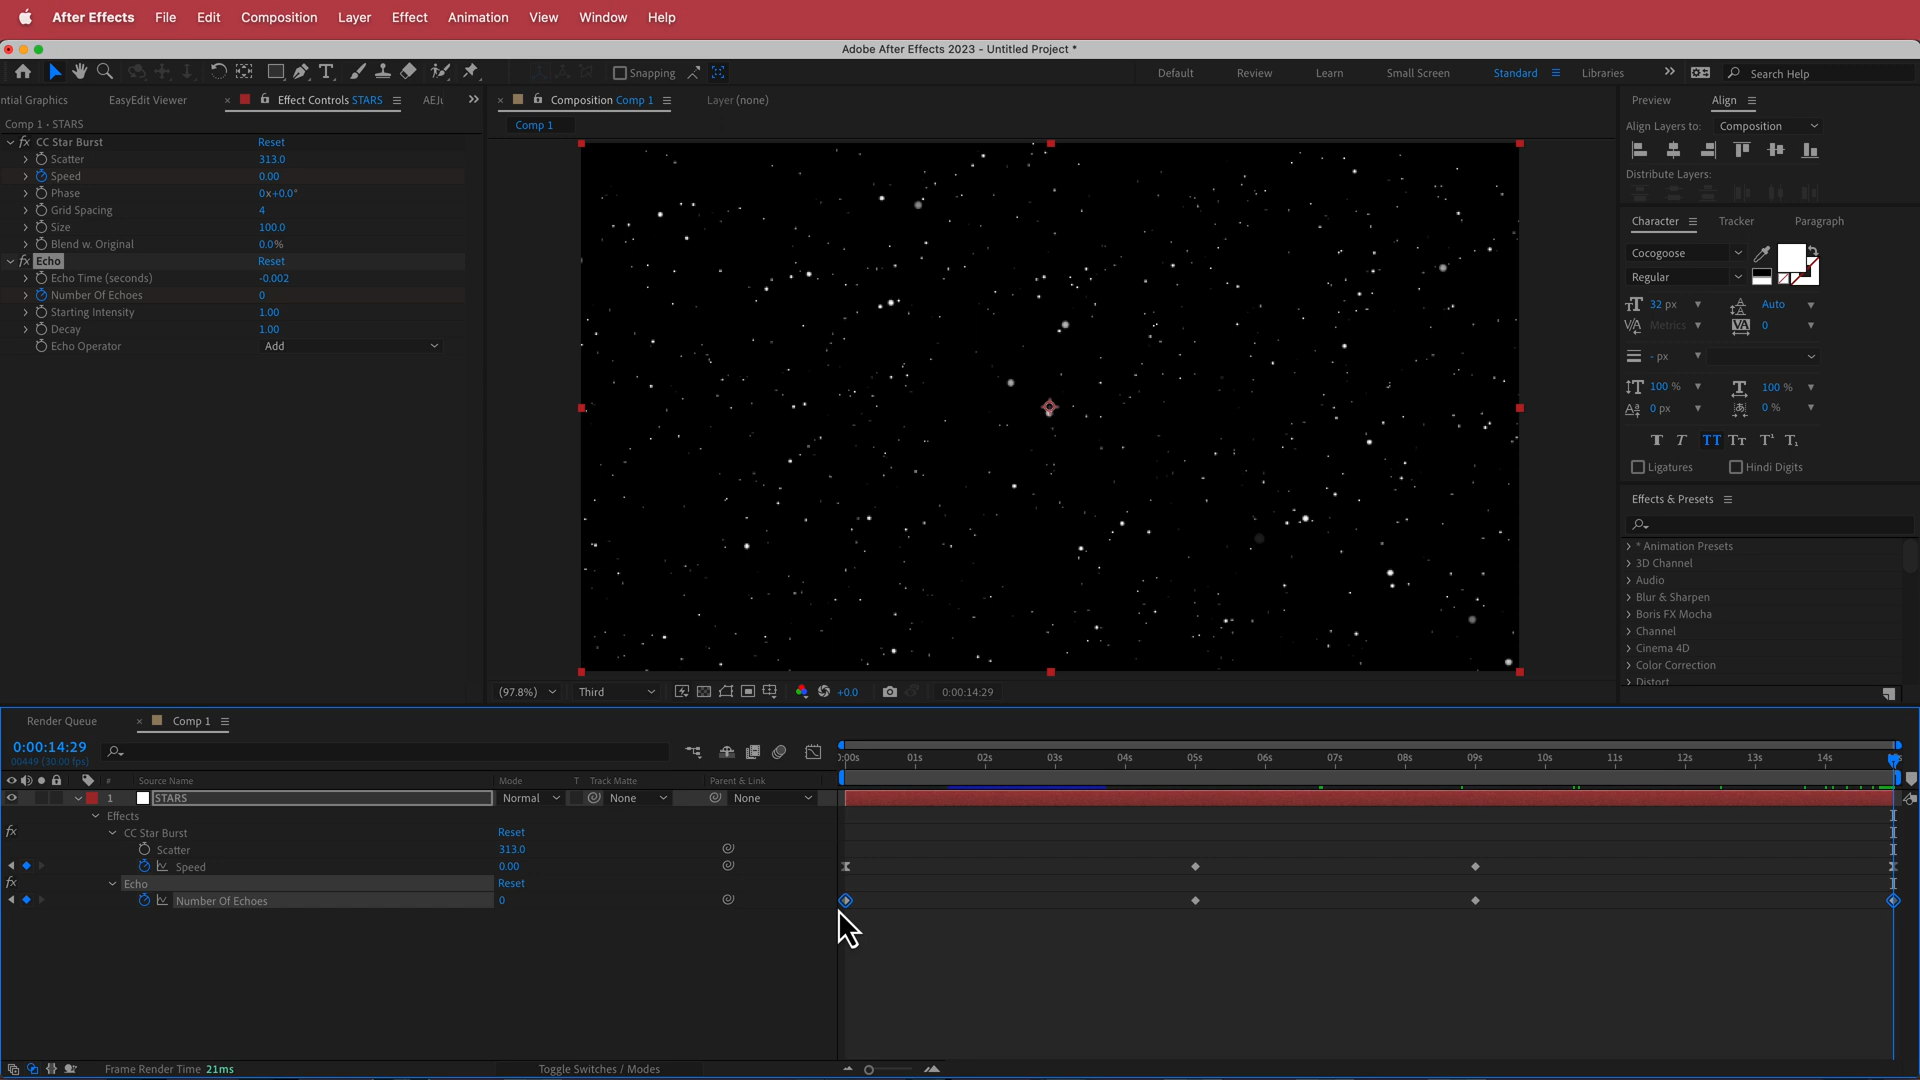 After Effects File Edit Composition Layer Effect Animation View Window Help
Adobe After Effects 2023 - Untitled Project *
Snapping Default Review Learn Small Screen Standard Libraries Search Help
ntial Graphics EasyEdit Viewer × Effect Controls STARS × Composition Comp 1 Layer (none) Preview Align
Comp 1 • STARS
Comp 1
fx CC Star Burst Reset
Scatter 313.0
Speed 0.00
Phase 0x+0.0°
Grid Spacing 4
Size 100.0
Blend w. Original 0.0%
fx Echo Reset
Echo Time (seconds) -0.002
Number Of Echoes 0
Starting Intensity 1.00
Decay 1.00
Echo Operator Add
Align Layers to: Composition
Distribute Layers:
Character Tracker Paragraph
Cocogoose
Regular
32 px Auto
Metrics 0
- px
100 % 100 %
0 px 0 %
T T TT Tт T¹ T₁
Ligatures Hindi Digits
Effects & Presets
* Animation Presets
3D Channel
Audio
Blur & Sharpen
Boris FX Mocha
Channel
Cinema 4D
Color Correction
Distort
(97.8%) Third +0.0 0:00:14:29
Render Queue × Comp 1
0:00:14:29
00449 (30.00 fps)
:00s 01s 02s 03s 04s 05s 06s 07s 08s 09s 10s 11s 12s 13s 14s
# Source Name Mode T Track Matte Parent & Link
1 STARS Normal None None
Effects
fx CC Star Burst Reset
Scatter 313.0
Speed 0.00
fx Echo Reset
Number Of Echoes 0
Frame Render Time 21ms Toggle Switches / Modes